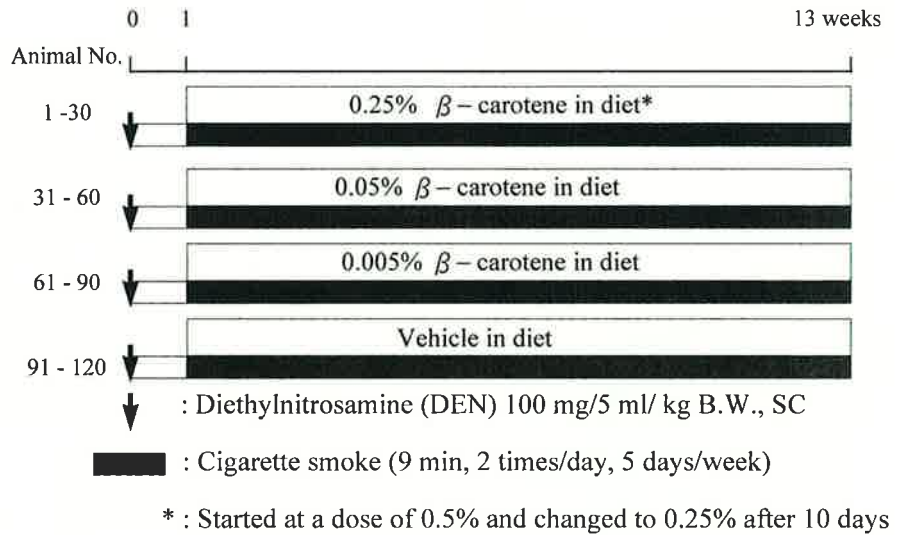 0 1 13 weeks
Animal No.
1 -30 0.25% β – carotene in diet*
31 - 60 0.05% β – carotene in diet
61 - 90 0.005% β – carotene in diet
91 - 120 Vehicle in diet
: Diethylnitrosamine (DEN) 100 mg/5 ml/ kg B.W., SC
: Cigarette smoke (9 min, 2 times/day, 5 days/week)
* : Started at a dose of 0.5% and changed to 0.25% after 10 days